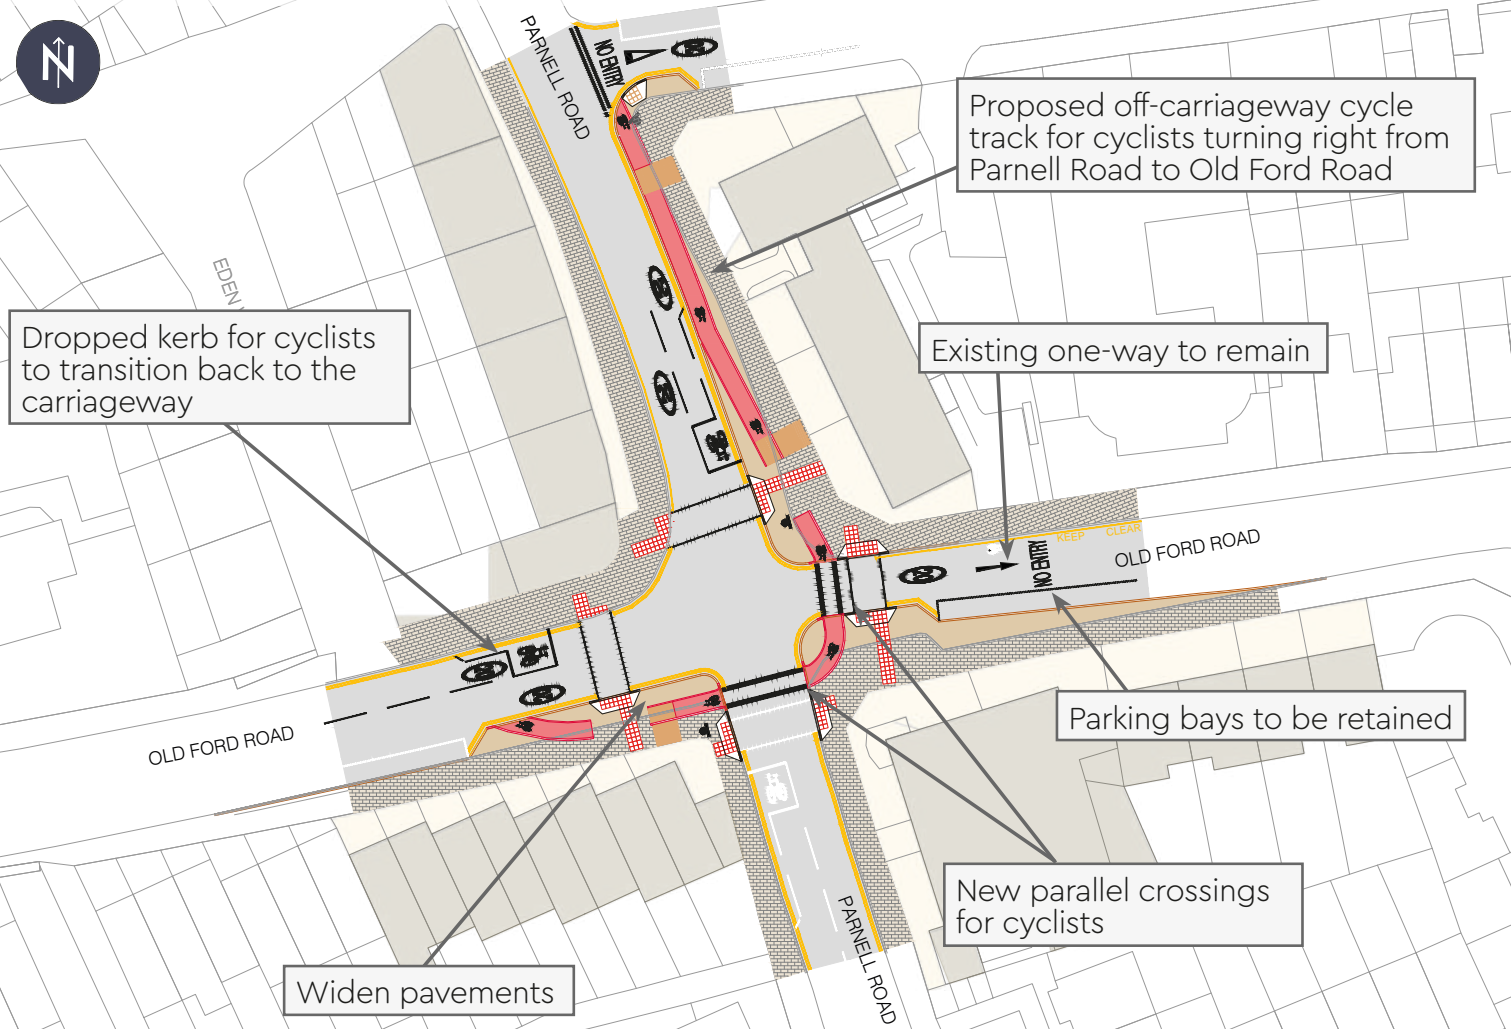 N
PARNELL ROAD
NO ENTRY
Proposed off-carriageway cycle
track for cyclists turning right from
Parnell Road to Old Ford Road
EDEN
Dropped kerb for cyclists
to transition back to the
carriageway
Existing one-way to remain
KEEP CLEAR
NO ENTRY
OLD FORD ROAD
20
OLD FORD ROAD
Parking bays to be retained
New parallel crossings
for cyclists
PARNELL ROAD
Widen pavements